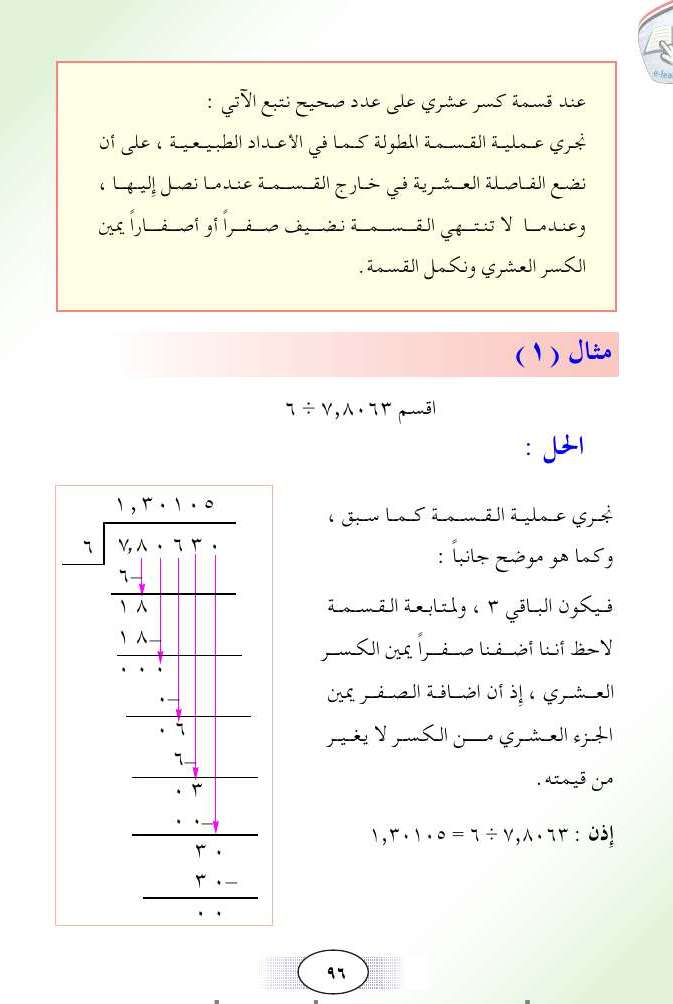 عند قسمة كسر عشري على عدد صحيح نتبع الآتي :
نجري عملية القسمة المطولة كما في الأعداد الطبيعية ، على أن
نضع الفاصلة العشرية في خارج القسمة عندما نصل إليها ،
وعندما لا تنتهي القسمة نضيف صفراً أو أصفاراً يمين
الكسر العشري ونكمل القسمة .
مثال ( ١ )
اقسم ٧,٨٠٦٣ ÷ ٦
الحل :
نجري عملية القسمة كما سبق ،
وكما هو موضح جانباً :
فيكون الباقي ٣ ، ولمتابعة القسمة
لاحظ أننا أضفنا صفراً يمين الكسر
العشري ، إذ أن اضافة الصفر يمين
الجزء العشري من الكسر لا يغير
من قيمته .
إذن : ٧,٨٠٦٣ ÷ ٦ = ١,٣٠١٠٥
١,٣٠١٠٥
٦ ٧,٨٠٦٣٠
٦–
١٨
١٨–
٠٠٠
٠–
٠٦
٦–
٠٣
٠٠–
٣٠
٣٠–
٠٠
٩٦